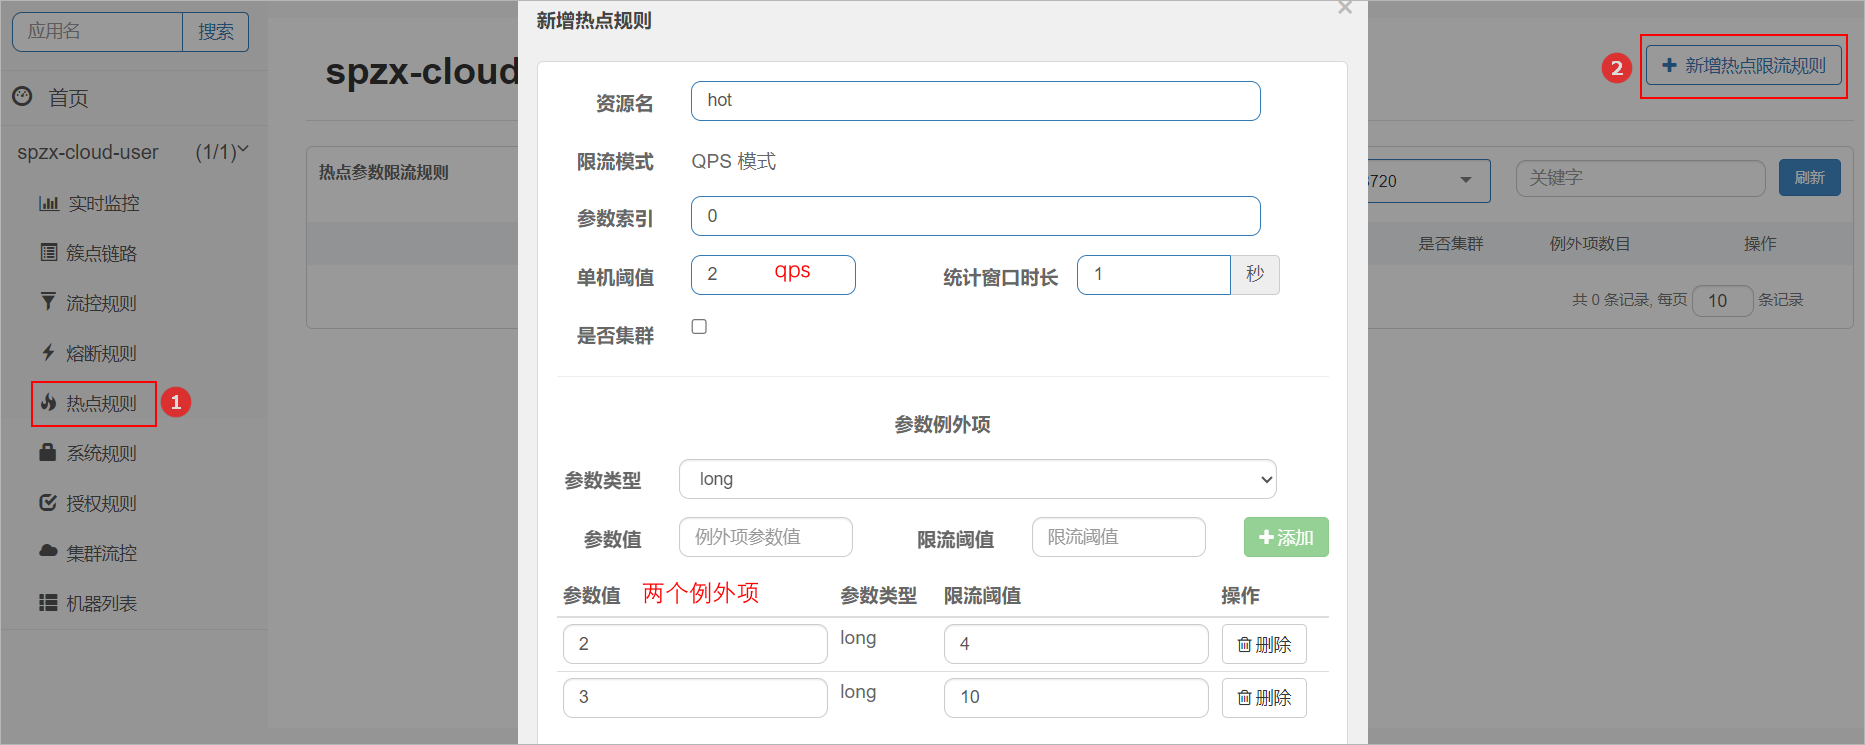 应用名
搜索
首页
spzx-cloud-user (1/1)
实时监控
簇点链路
流控规则
熔断规则
热点规则
1
系统规则
授权规则
集群流控
机器列表
spzx-cloud
2
新增热点限流规则
热点参数限流规则
720
关键字
刷新
是否集群 例外项数目 操作
共 0 条记录, 每页 10 条记录
新增热点规则
×
资源名 hot
限流模式 QPS 模式
参数索引 0
单机阈值 2 qps 统计窗口时长 1 秒
是否集群
参数例外项
参数类型 long
参数值 例外项参数值 限流阈值 限流阈值 添加
参数值 两个例外项 参数类型 限流阈值 操作
2 long 4 删除
3 long 10 删除